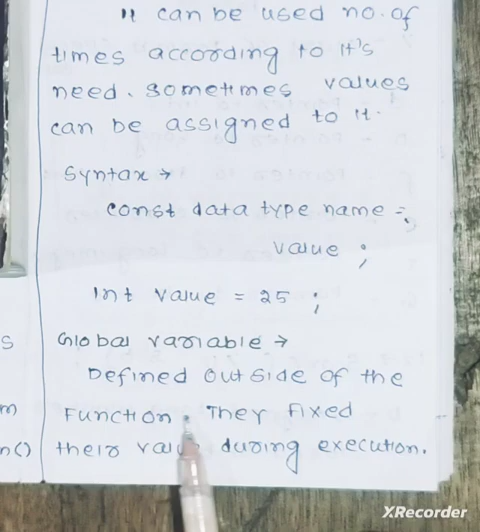 It can be used no. of
times according to it's
need. sometimes values
can be assigned to it.
Syntax →
const data type name =
value ;
int value = 25 ;
Global variable →
Defined outside of the
s
m
Function. They fixed
n()
their during execution.
XRecorder